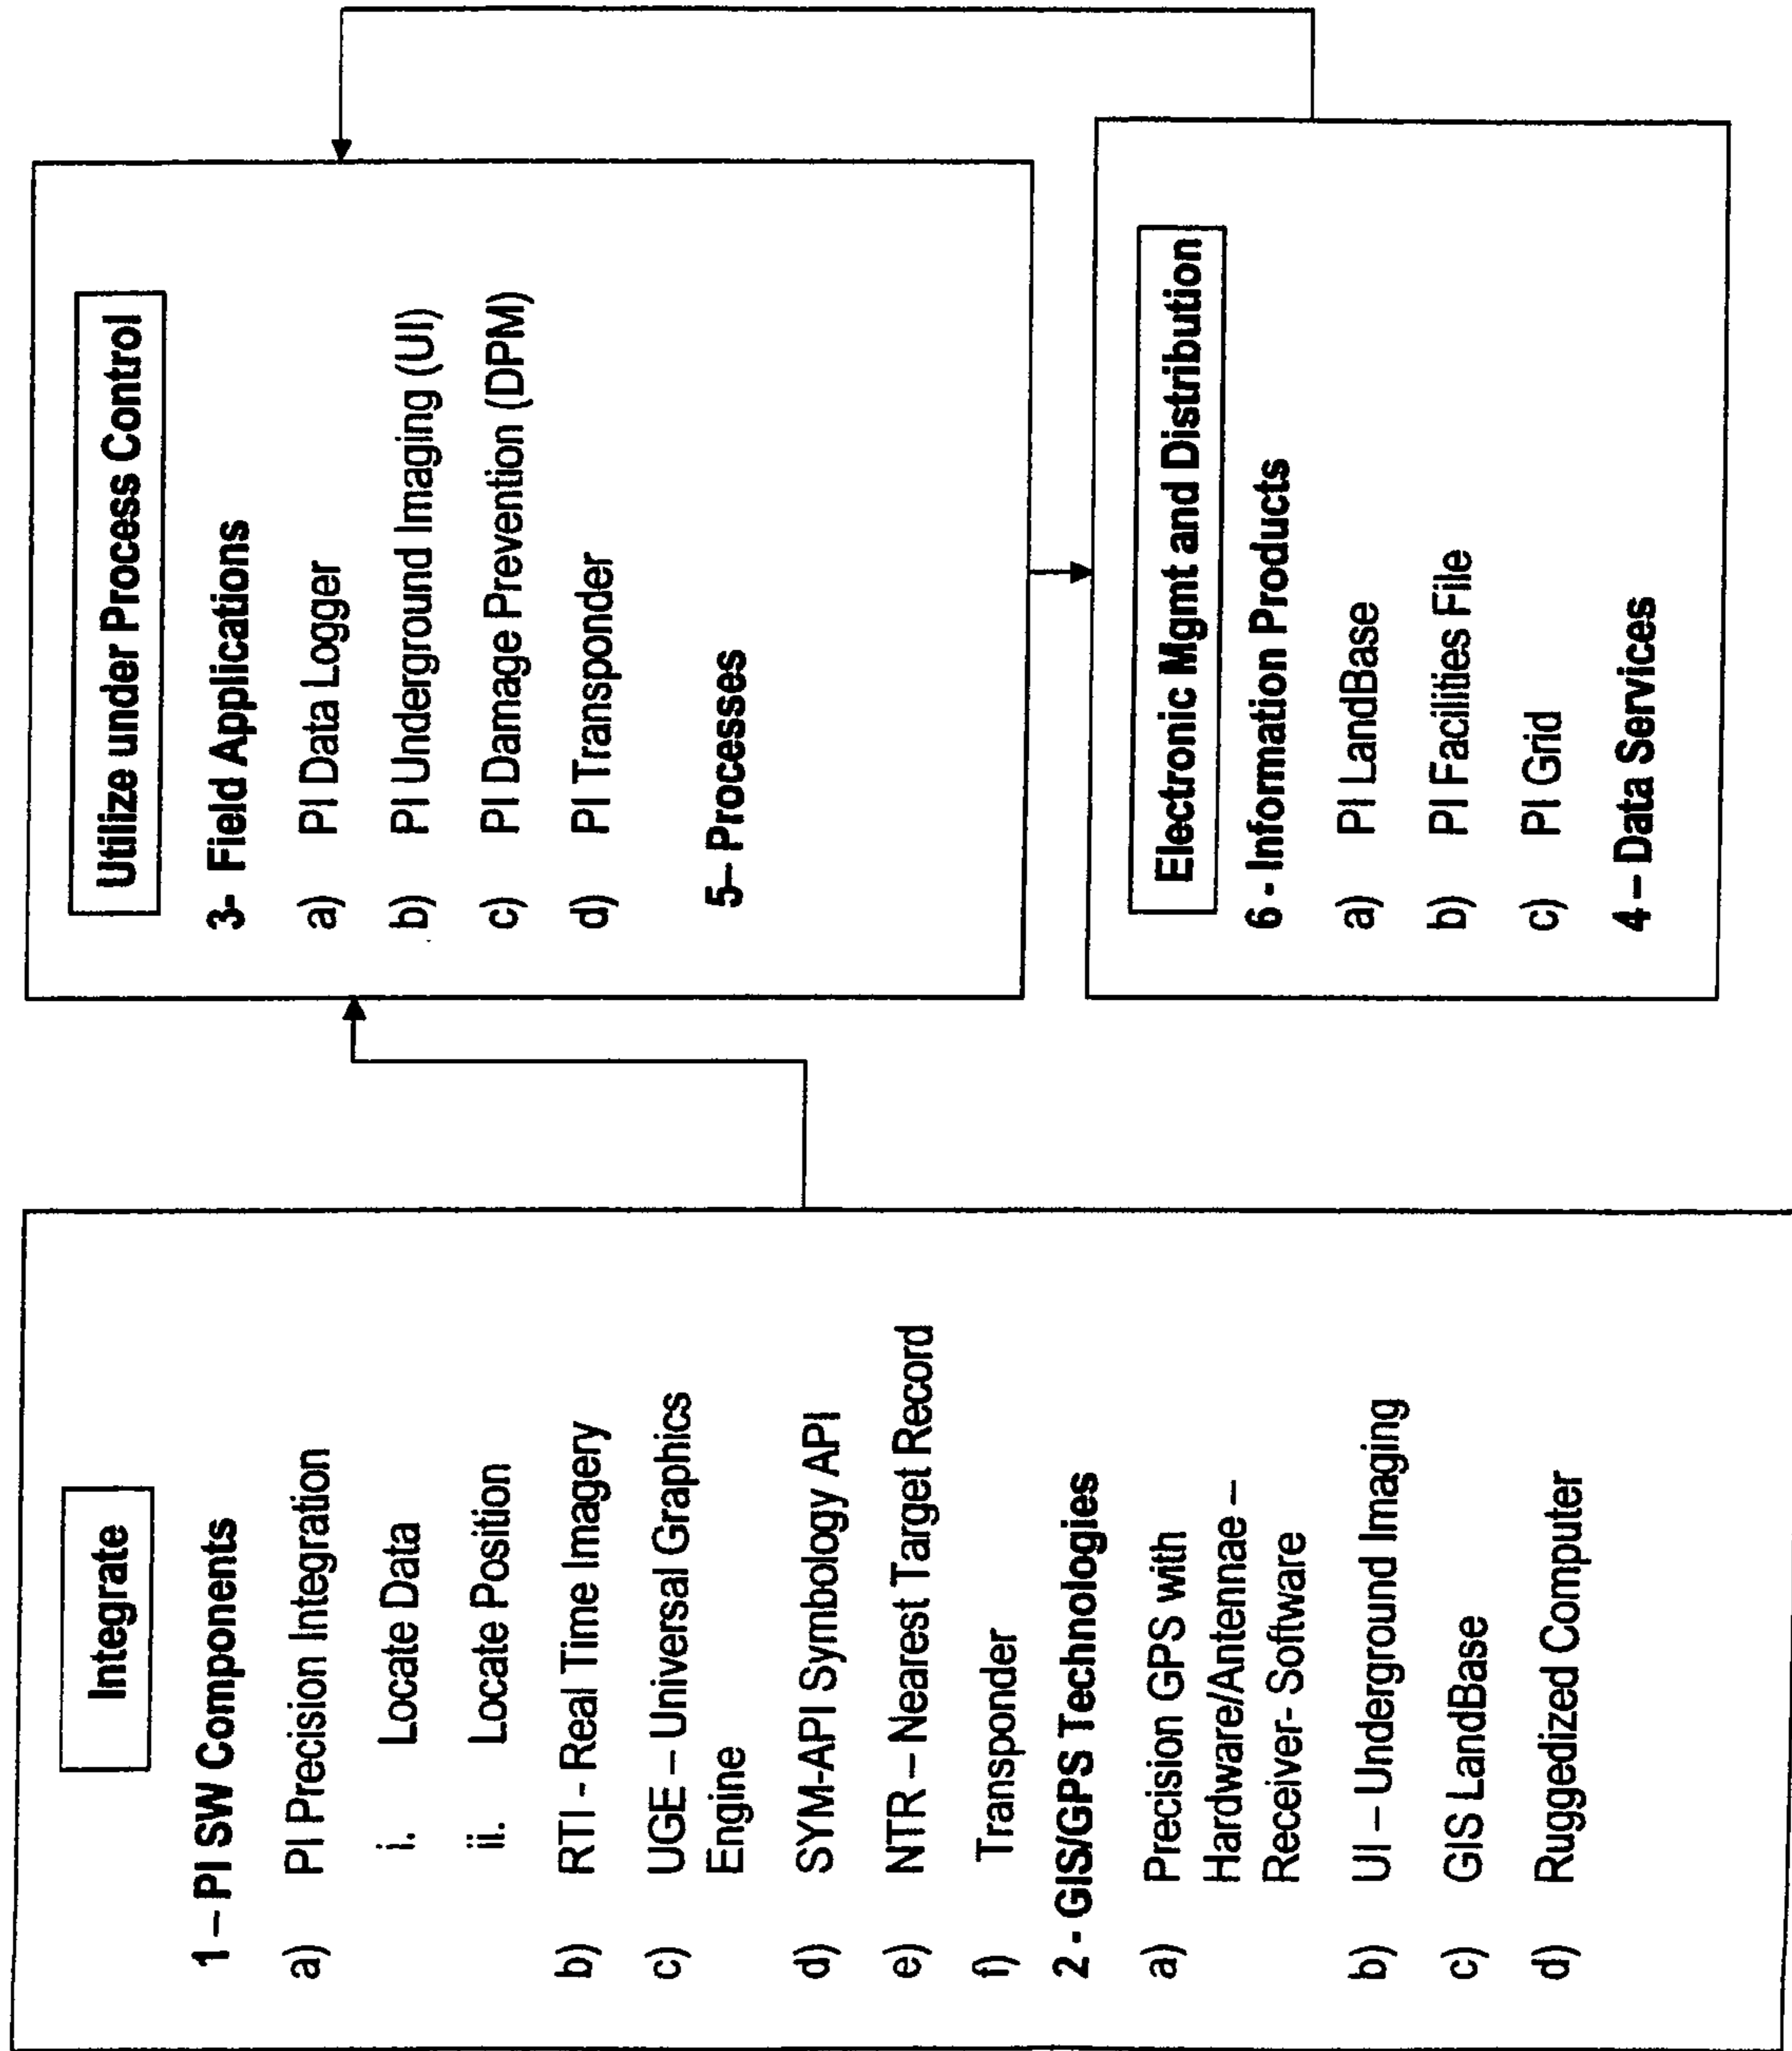 Integrate
1 – PI SW Components
a) PI Precision Integration
i. Locate Data
ii. Locate Position
b) RTI - Real Time Imagery
c) UGE – Universal Graphics
Engine
d) SYM-API Symbology API
e) NTR – Nearest Target Record
f) Transponder
2 - GIS/GPS Technologies
a) Precision GPS with
Hardware/Antennae –
Receiver- Software
b) UI – Underground Imaging
c) GIS LandBase
d) Ruggedized Computer
Utilize under Process Control
3- Field Applications
a) PI Data Logger
b) PI Underground Imaging (UI)
c) PI Damage Prevention (DPM)
d) PI Transponder
5– Processes
Electronic Mgmt and Distribution
6 - Information Products
a) PI LandBase
b) PI Facilities File
c) PI Grid
4 – Data Services